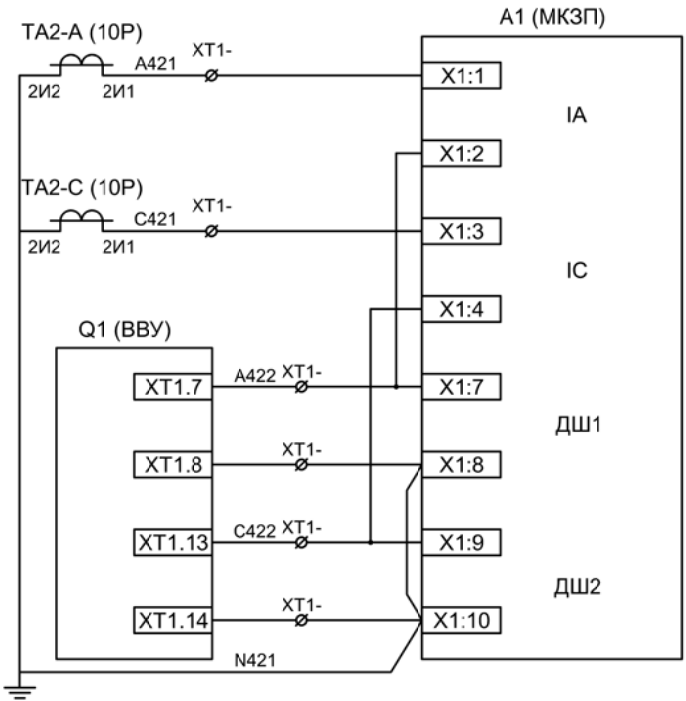 A1 (МКЗП)
TA2-A (10P)
A421
XT1-
X1:1
2И2
2И1
IA
X1:2
TA2-C (10P)
C421
XT1-
X1:3
2И2
2И1
IC
X1:4
Q1 (ВВУ)
XT1.7
A422
XT1-
X1:7
ДШ1
XT1.8
XT1-
X1:8
XT1.13
C422
XT1-
X1:9
ДШ2
XT1.14
XT1-
X1:10
N421